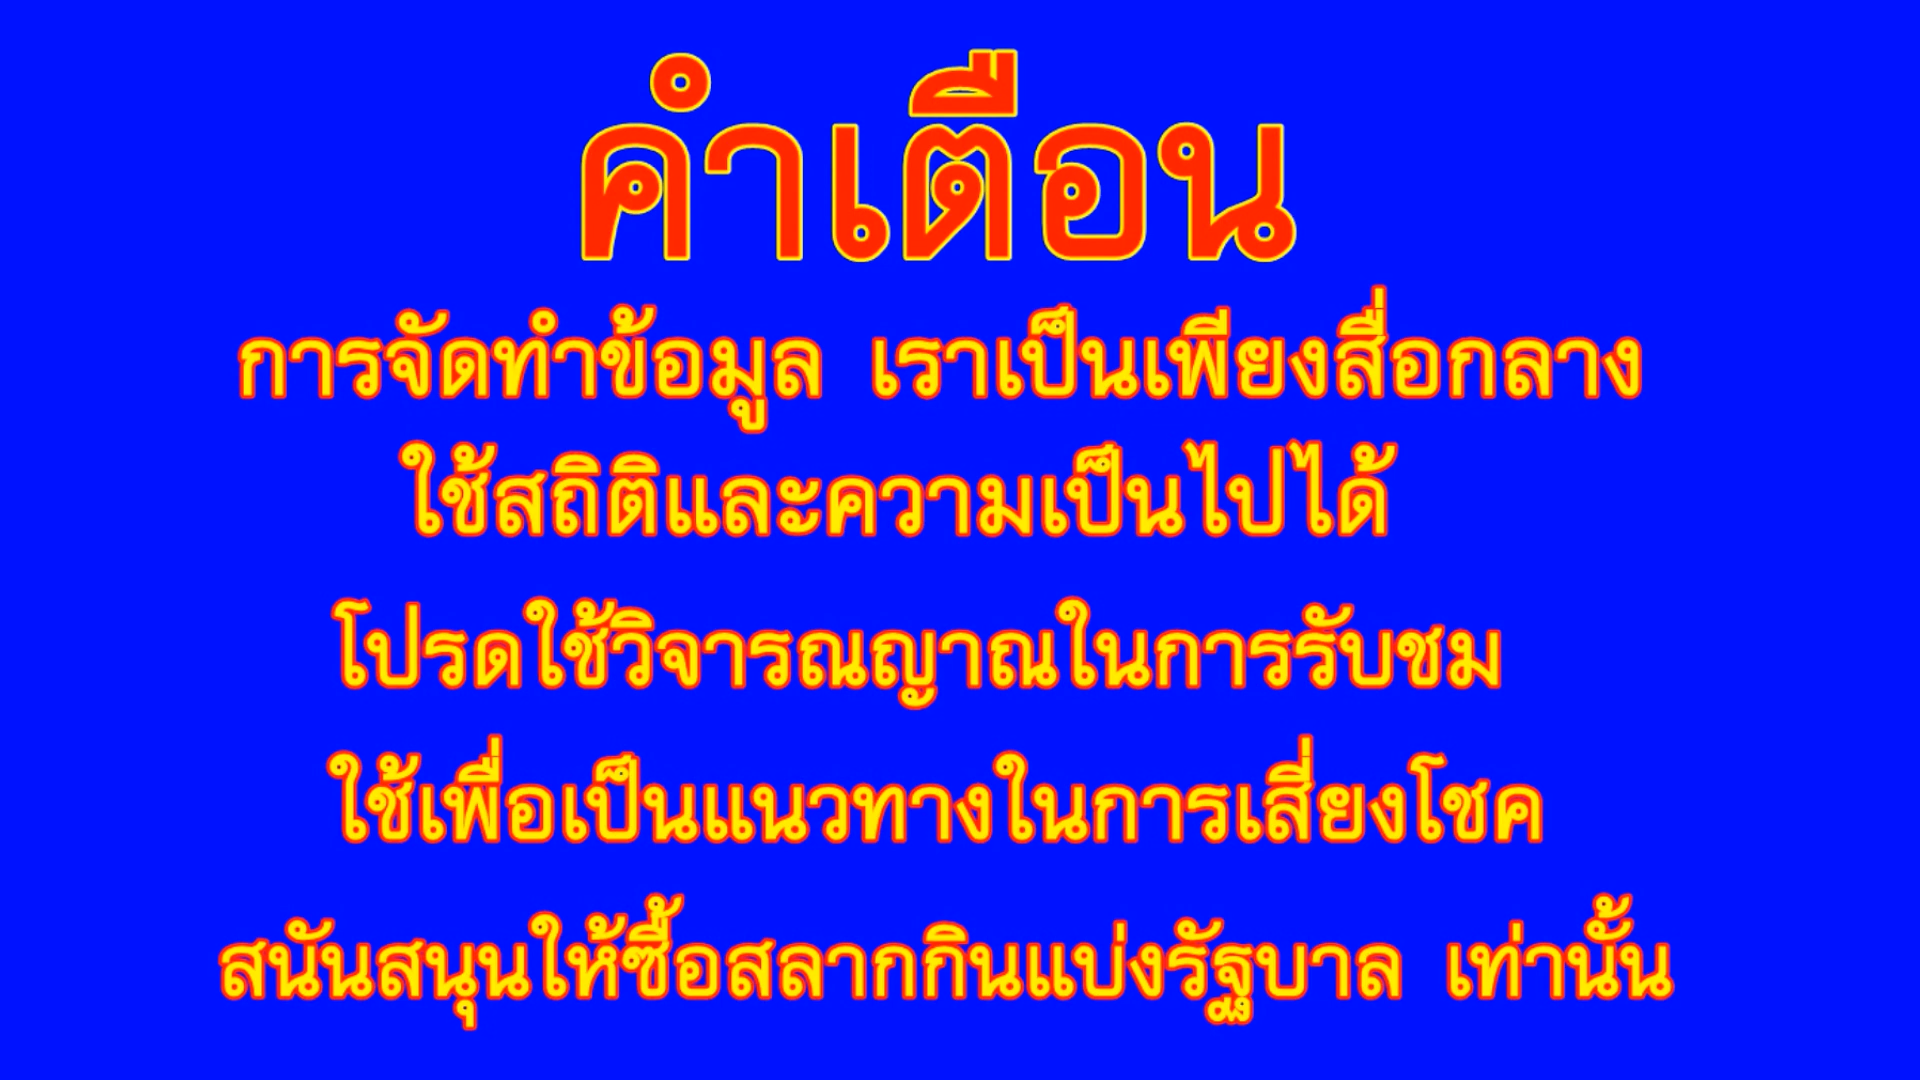 คำเตือน
การจัดทำข้อมูล เราเป็นเพียงสื่อกลาง
ใช้สถิติและความเป็นไปได้
โปรดใช้วิจารณญาณในการรับชม
ใช้เพื่อเป็นแนวทางในการเสี่ยงโชค
สนันสนุนให้ซื้อสลากกินแบ่งรัฐบาล เท่านั้น